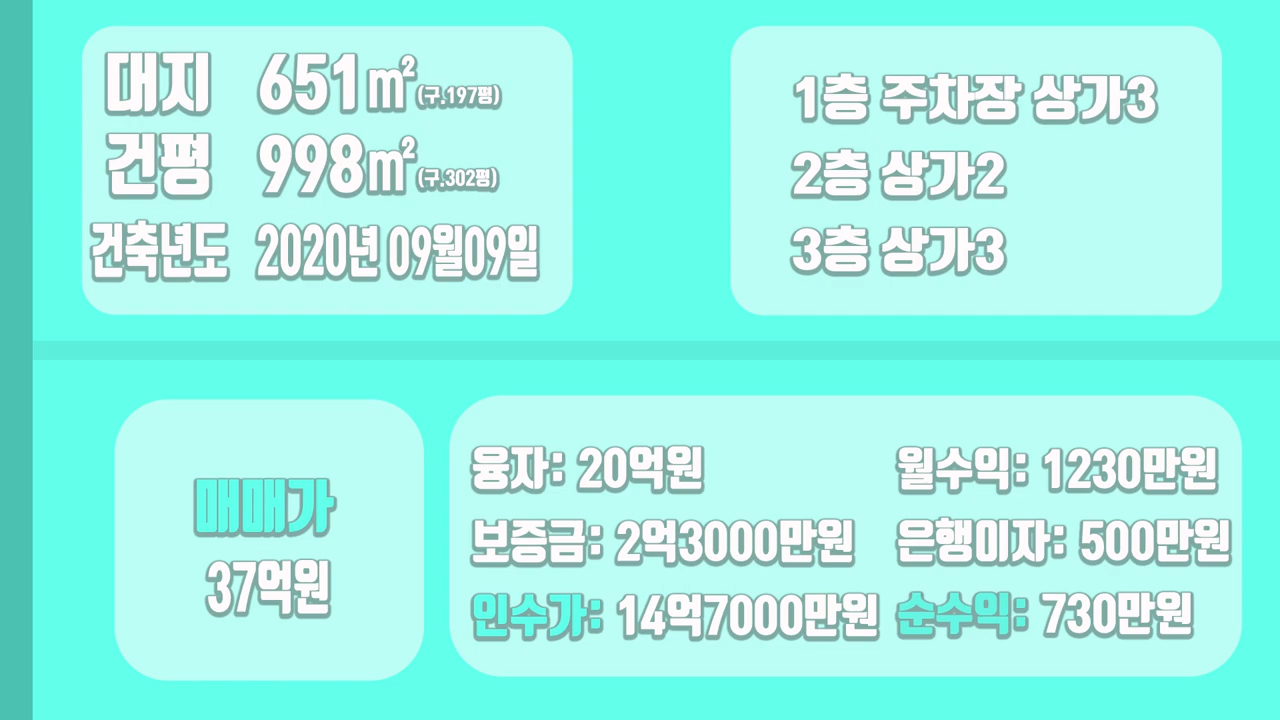 대지 651㎡(구.197평)
건평 998㎡(구.302평)
건축년도 2020년 09월09일
1층 주차장 상가3
2층 상가2
3층 상가3
매매가
37억원
융자: 20억원
보증금: 2억3000만원
인수가: 14억7000만원
월수익: 1230만원
은행이자: 500만원
순수익: 730만원